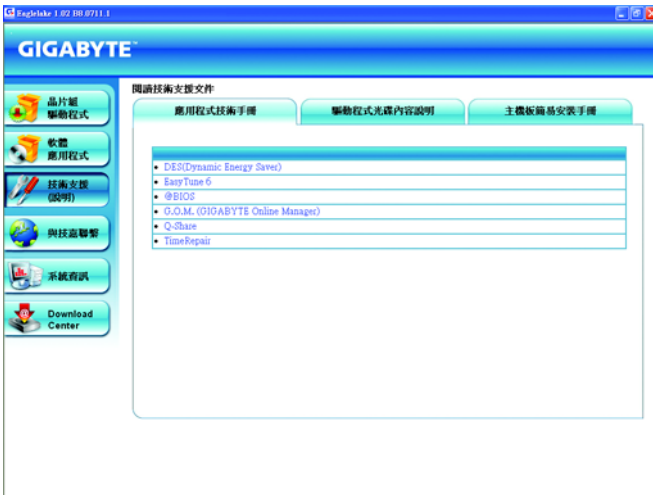 Eaglelake 1.02 B8.0711.1
GIGABYTE™
晶片組
驅動程式
軟體
應用程式
技術支援
(說明)
與技嘉聯繫
系統資訊
Download
Center
閱讀技術支援文件
應用程式技術手冊
驅動程式光碟內容說明
主機板簡易安裝手冊
• DES(Dynamic Energy Saver)
• EasyTune 6
• @BIOS
• G.O.M. (GIGABYTE Online Manager)
• Q-Share
• TimeRepair